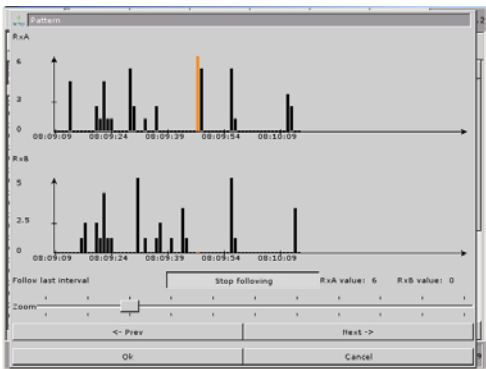 Pattern
RxA
6
3
0
08:09:09 08:09:24 08:09:39 08:09:54 08:10:09
RxB
5
2.5
0
08:09:09 08:09:24 08:09:39 08:09:54 08:10:09
Follow last interval Stop following RxA value: 6 RxB value: 0
Zoom
<- Prev Next ->
Ok Cancel